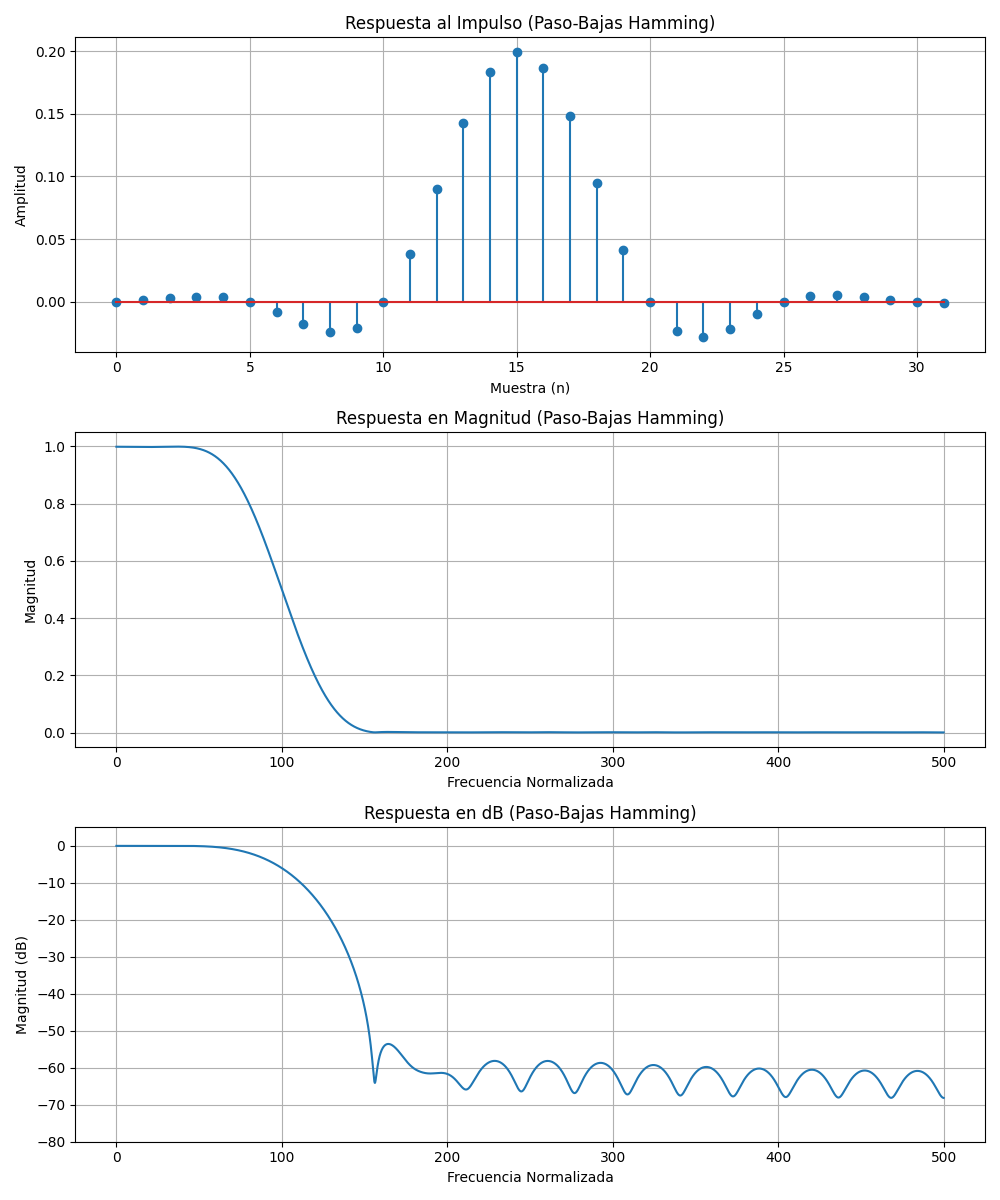 Respuesta al Impulso (Paso-Bajas Hamming)
0.20
0.15
0.10
0.05
0.00
Amplitud
0 5 10 15 20 25 30
Muestra (n)
Respuesta en Magnitud (Paso-Bajas Hamming)
1.0
0.8
0.6
0.4
0.2
0.0
Magnitud
0 100 200 300 400 500
Frecuencia Normalizada
Respuesta en dB (Paso-Bajas Hamming)
0
−10
−20
−30
−40
−50
−60
−70
−80
Magnitud (dB)
0 100 200 300 400 500
Frecuencia Normalizada